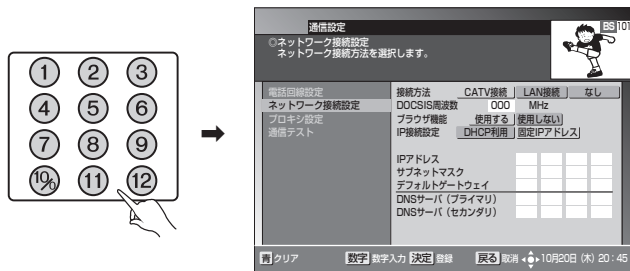 1
2
3
4
5
6
7
8
9
10/0
11
12
通信設定
BS 101
◎ネットワーク接続設定
ネットワーク接続方法を選択します。
電話回線設定
ネットワーク接続設定
プロキシ設定
通信テスト
接続方法 CATV接続 LAN接続 なし
DOCSIS周波数 000 MHz
ブラウザ機能 使用する 使用しない
IP接続設定 DHCP利用 固定IPアドレス
IPアドレス
サブネットマスク
デフォルトゲートウェイ
DNSサーバ（プライマリ）
DNSサーバ（セカンダリ）
青 クリア 数字 数字入力 決定 登録 戻る 取消 10月20日（木）20：45